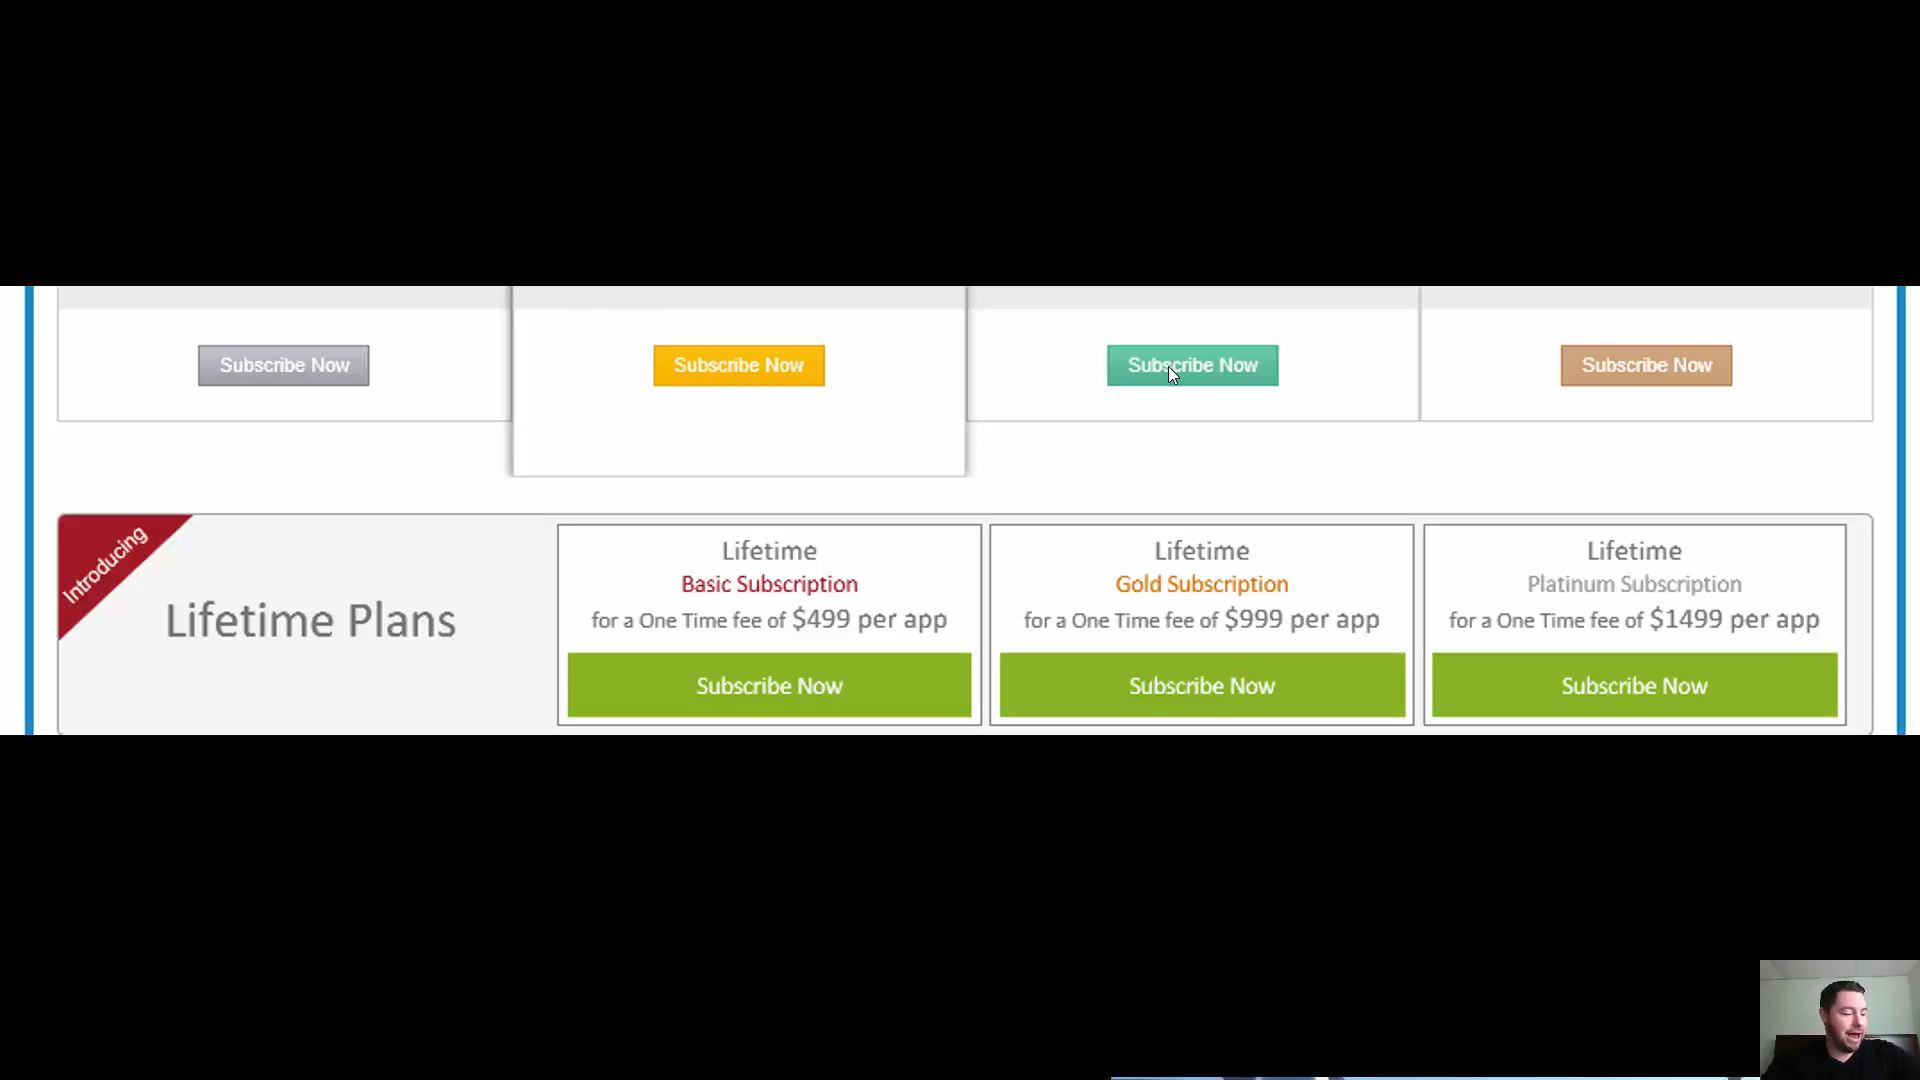 Subscribe Now
Subscribe Now
Subscribe Now
Subscribe Now
Introducing
Lifetime Plans
Lifetime
Basic Subscription
for a One Time fee of $499 per app
Subscribe Now
Lifetime
Gold Subscription
for a One Time fee of $999 per app
Subscribe Now
Lifetime
Platinum Subscription
for a One Time fee of $1499 per app
Subscribe Now